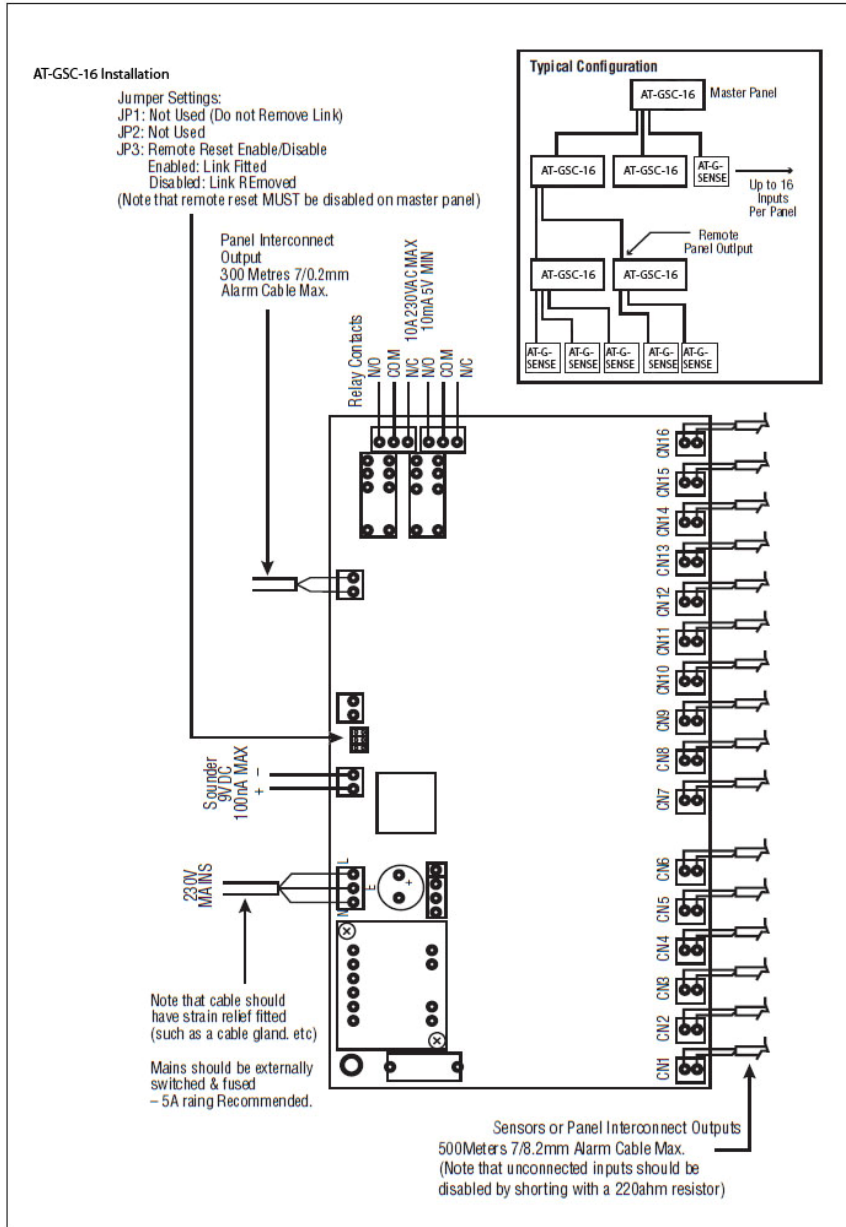 AT-GSC-16 Installation
Jumper Settings:
JP1: Not Used (Do not Remove Link)
JP2: Not Used
JP3: Remote Reset Enable/Disable
Enabled: Link Fitted
Disabled: Link REmoved
(Note that remote reset MUST be disabled on master panel)
Typical Configuration
AT-GSC-16
Master Panel
AT-GSC-16
AT-GSC-16
AT-G-
SENSE
Up to 16
Inputs
Per Panel
Remote
Panel Outlput
AT-GSC-16
AT-GSC-16
AT-G-
SENSE
AT-G-
SENSE
AT-G-
SENSE
AT-G-
SENSE
AT-G-
SENSE
Panel Interconnect
Output
300 Metres 7/0.2mm
Alarm Cable Max.
Relay Contacts
N/O
COM
N/C
10A 230VAC MAX
10mA 5V MIN
N/O
COM
N/C
CN16
CN15
CN14
CN13
CN12
CN11
CN10
CN9
CN8
CN7
CN6
CN5
CN4
CN3
CN2
CN1
Sounder
9VDC
100nA MAX
+ –
230V
MAINS
L
E
N
+
Note that cable should
have strain relief fitted
(such as a cable gland. etc)
Mains should be externally
switched & fused
– 5A raing Recommended.
Sensors or Panel Interconnect Outputs
500Meters 7/8.2mm Alarm Cable Max.
(Note that unconnected inputs should be
disabled by shorting with a 220ahm resistor)